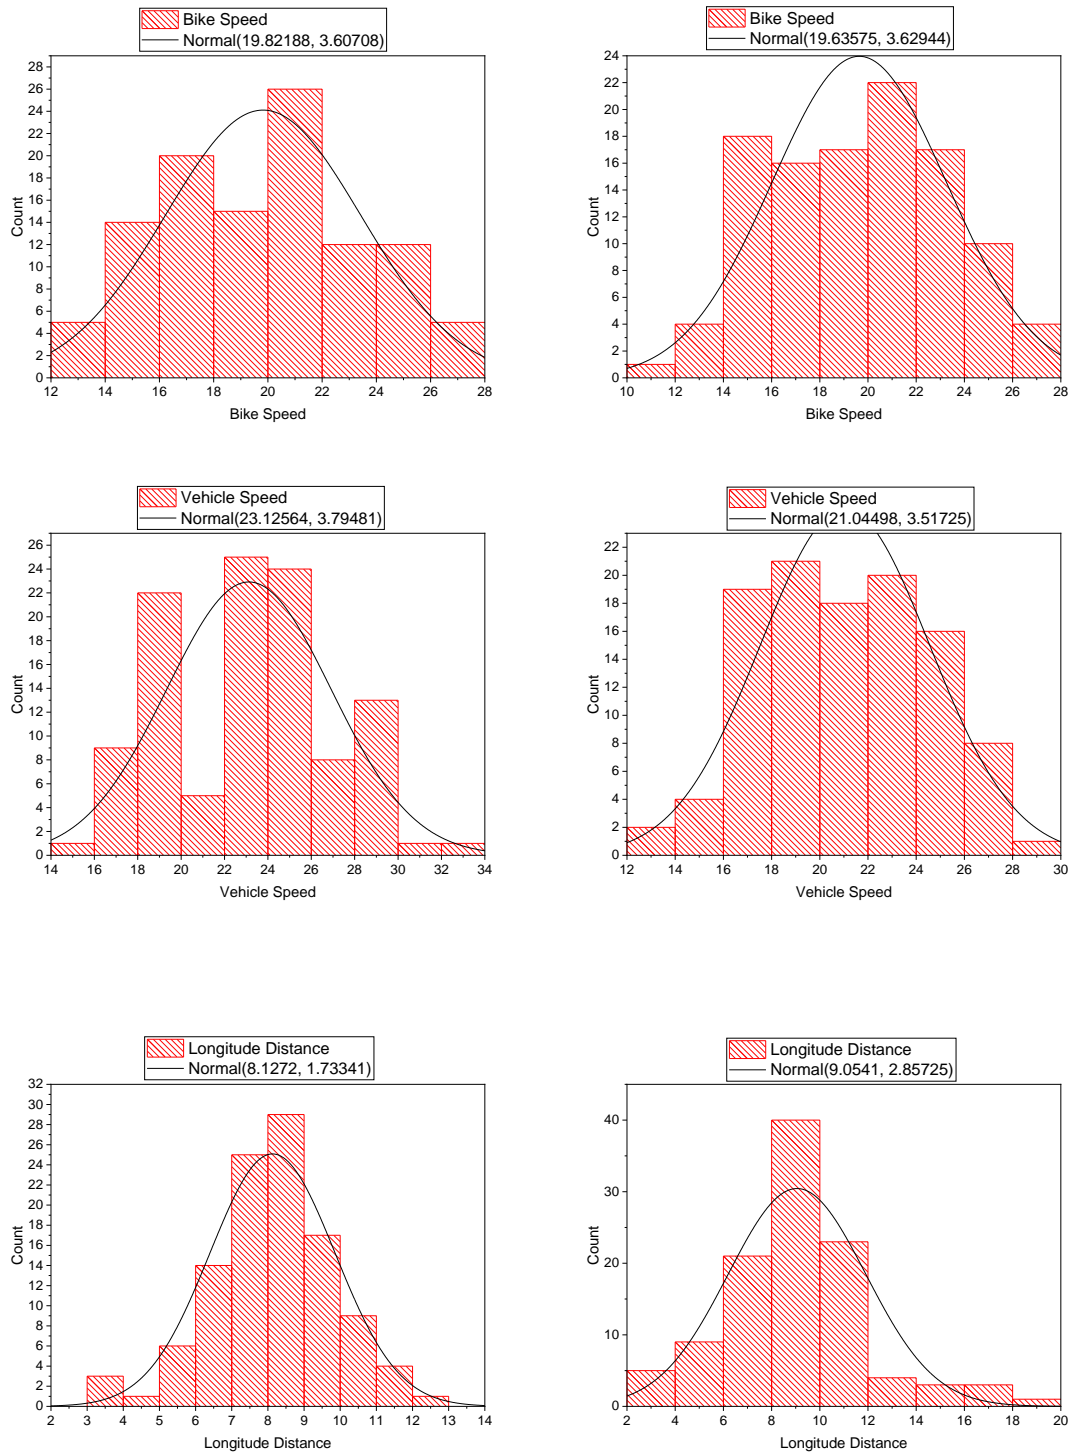 Bike Speed
Normal(19.82188, 3.60708)
28
26
24
22
20
18
16
14
12
10
8
6
4
2
0
Count
12 14 16 18 20 22 24 26 28
Bike Speed
Bike Speed
Normal(19.63575, 3.62944)
24
22
20
18
16
14
12
10
8
6
4
2
0
Count
10 12 14 16 18 20 22 24 26 28
Bike Speed
Vehicle Speed
Normal(23.12564, 3.79481)
26
24
22
20
18
16
14
12
10
8
6
4
2
0
Count
14 16 18 20 22 24 26 28 30 32 34
Vehicle Speed
Vehicle Speed
Normal(21.04498, 3.51725)
22
20
18
16
14
12
10
8
6
4
2
0
Count
12 14 16 18 20 22 24 26 28 30
Vehicle Speed
Longitude Distance
Normal(8.1272, 1.73341)
32
30
28
26
24
22
20
18
16
14
12
10
8
6
4
2
0
Count
2 3 4 5 6 7 8 9 10 11 12 13 14
Longitude Distance
Longitude Distance
Normal(9.0541, 2.85725)
40
30
20
10
0
Count
2 4 6 8 10 12 14 16 18 20
Longitude Distance